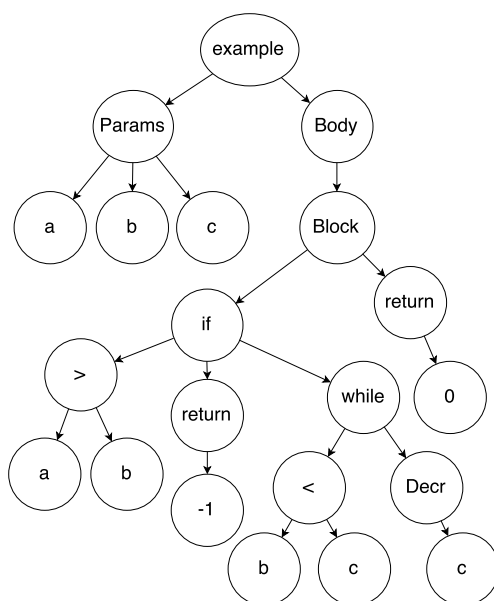 example
Params
Body
a
b
c
Block
return
if
>
return
while
0
a
b
-1
<
Decr
b
c
c